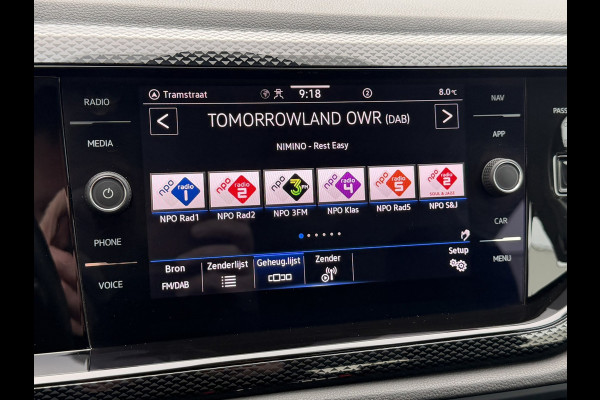 RADIO
MEDIA
PHONE
VOICE
Tramstraat
9:18
2
8.0°C
TOMORROWLAND OWR (DAB)
NIMINO - Rest Easy
npo radio 1
npo radio 2
npo 3FM
npo radio 4
npo radio 5
npo radio 2 SOUL & JAZZ
NPO Rad1
NPO Rad2
NPO 3FM
NPO Klas
NPO Rad5
NPO S&J
Bron
FM/DAB
Zenderlijst
Geheug.lijst
Zender
Setup
NAV
APP
CAR
MENU
PASS